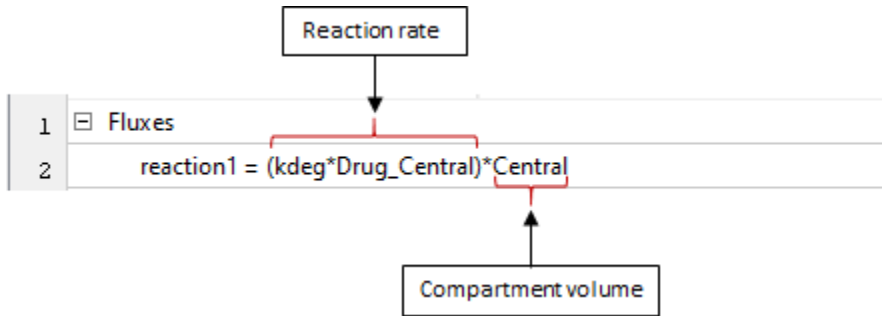 Reaction rate
1 Fluxes
2 reaction1 = (kdeg*Drug_Central)*Central
Compartment volume